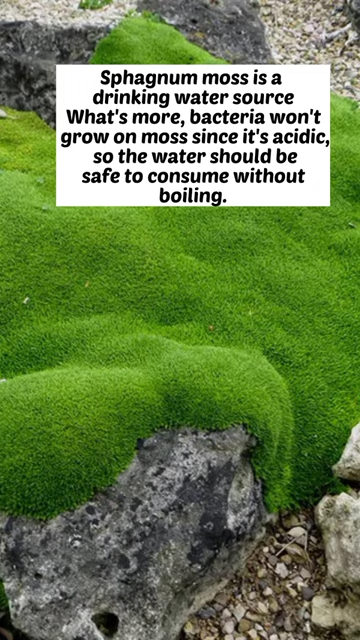 Sphagnum moss is a
drinking water source
What's more, bacteria won't
grow on moss since it's acidic,
so the water should be
safe to consume without
boiling.